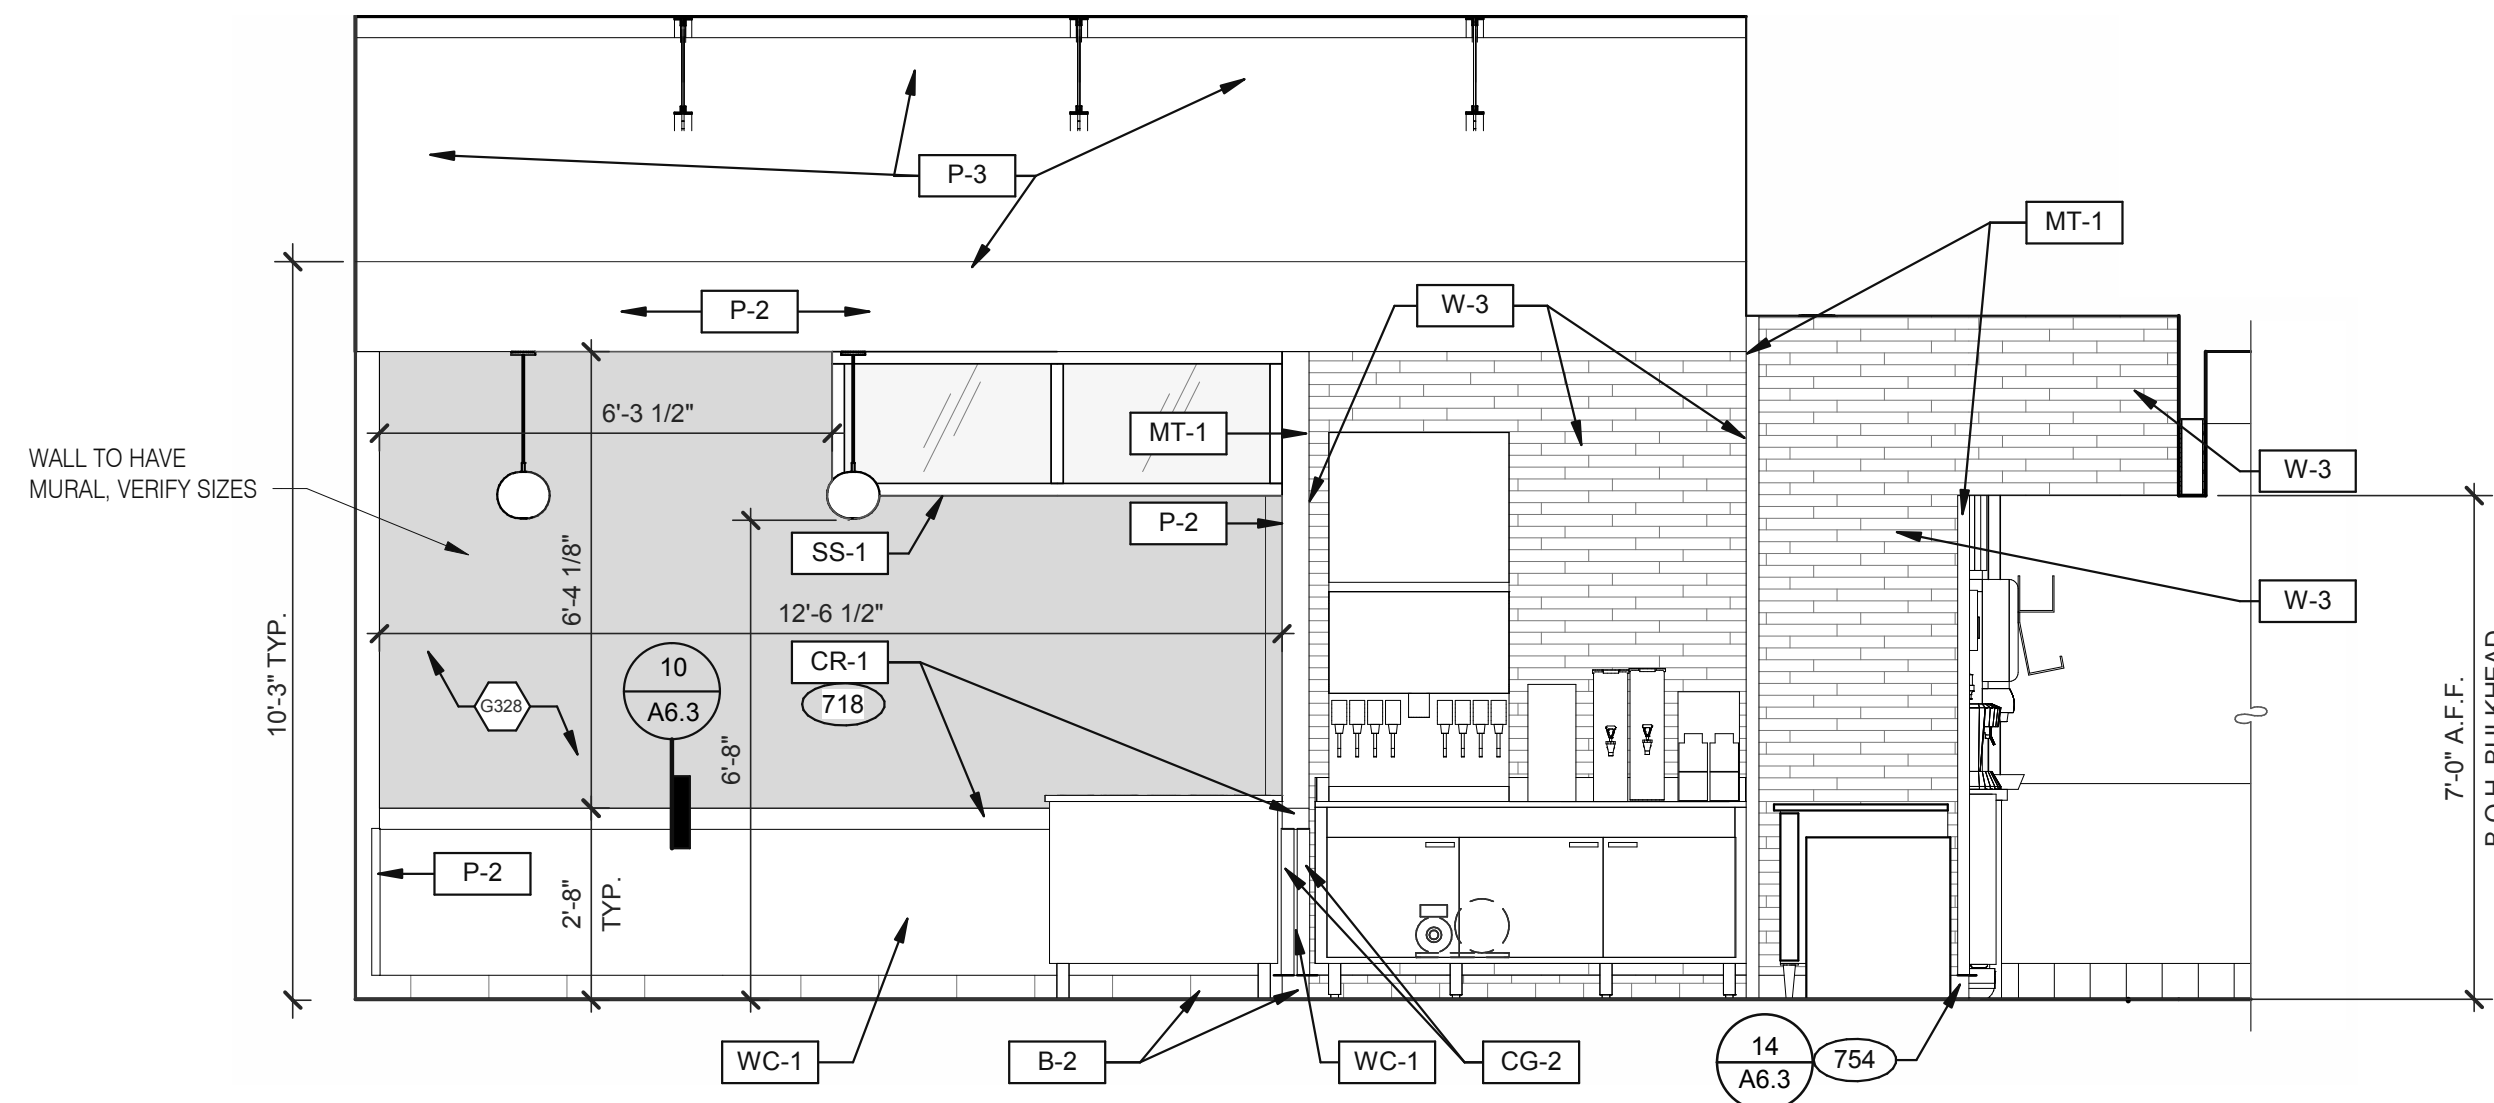 P-3
MT-1
P-2
W-3
6'-3 1/2"
MT-1
WALL TO HAVE
MURAL, VERIFY SIZES
W-3
P-2
SS-1
6'-4 1/8"
W-3
12'-6 1/2"
10'-3" TYP.
CR-1
718
10
A6.3
G328
6'-8"
7'-0" A.F.F.
B.O.H. BULKHEAD
P-2
2'-8"
TYP.
WC-1
B-2
WC-1
CG-2
14
A6.3
754